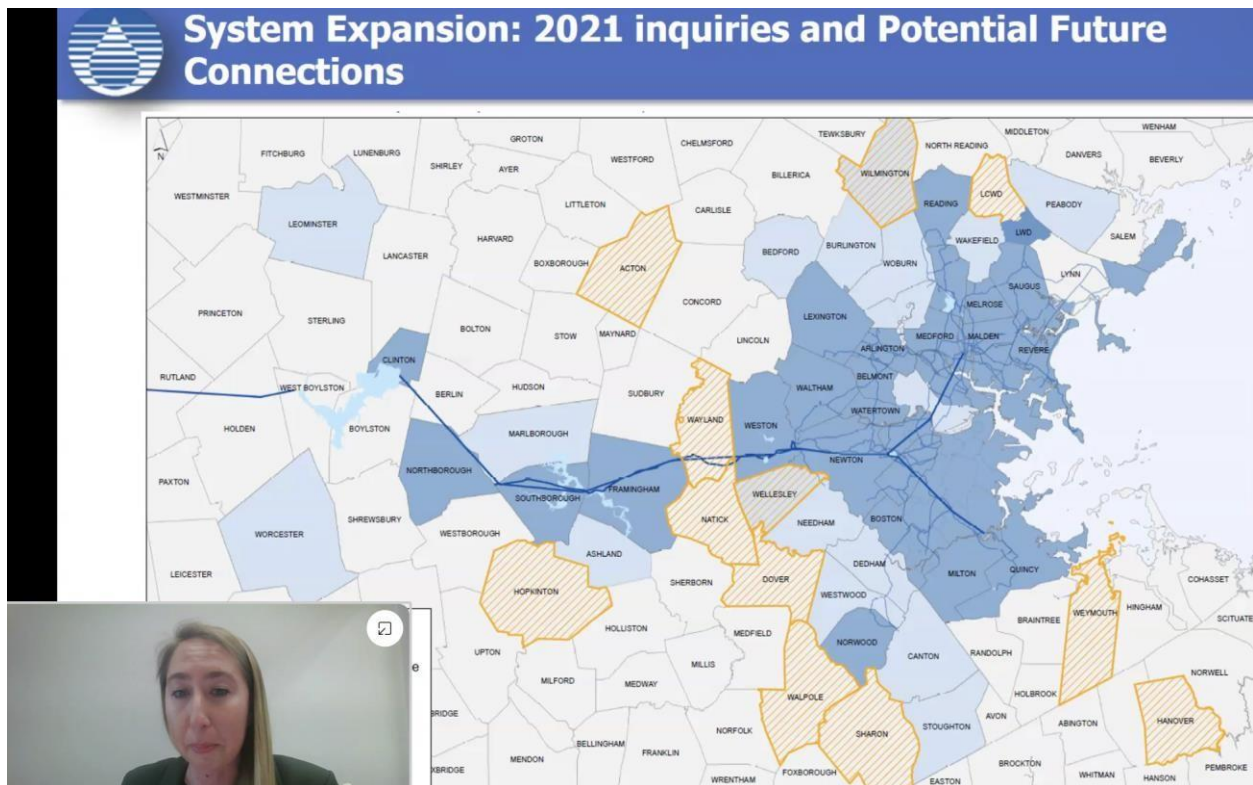 System Expansion: 2021 inquiries and Potential Future
Connections
N
GROTON
CHELMSFORD
TEWKSBURY
MIDDLETON
WENHAM
FITCHBURG
LUNENBURG
SHIRLEY
AYER
WESTFORD
NORTH READING
DANVERS
BEVERLY
BILLERICA
WILMINGTON
WESTMINSTER
LITTLETON
LCWD
READING
PEABODY
LEOMINSTER
HARVARD
CARLISLE
LANCASTER
BEDFORD
BURLINGTON
WAKEFIELD
LWD
SALEM
BOXBOROUGH
ACTON
WOBURN
LYNN
CONCORD
SAUGUS
PRINCETON
STERLING
BOLTON
STOW
MAYNARD
LEXINGTON
MELROSE
LINCOLN
ARLINGTON
MEDFORD
MALDEN
REVERE
CLINTON
RUTLAND
WEST BOYLSTON
BERLIN
HUDSON
SUDBURY
WALTHAM
BELMONT
HOLDEN
BOYLSTON
WAYLAND
WESTON
WATERTOWN
MARLBOROUGH
NORTHBOROUGH
NEWTON
PAXTON
SOUTHBOROUGH
FRAMINGHAM
WELLESLEY
SHREWSBURY
NATICK
NEEDHAM
BOSTON
WORCESTER
WESTBOROUGH
ASHLAND
DEDHAM
MILTON
QUINCY
LEICESTER
SHERBORN
DOVER
WESTWOOD
COHASSET
HOPKINTON
WEYMOUTH
HINGHAM
BRAINTREE
SCITUATE
HOLLISTON
MEDFIELD
NORWOOD
CANTON
RANDOLPH
UPTON
MILLIS
e
MILFORD
MEDWAY
WALPOLE
HOLBROOK
NORWELL
BRIDGE
NORFOLK
SHARON
STOUGHTON
AVON
ABINGTON
HANOVER
BELLINGHAM
FRANKLIN
MENDON
BROCKTON
XBRIDGE
WRENTHAM
FOXBOROUGH
EASTON
WHITMAN
HANSON
PEMBROKE